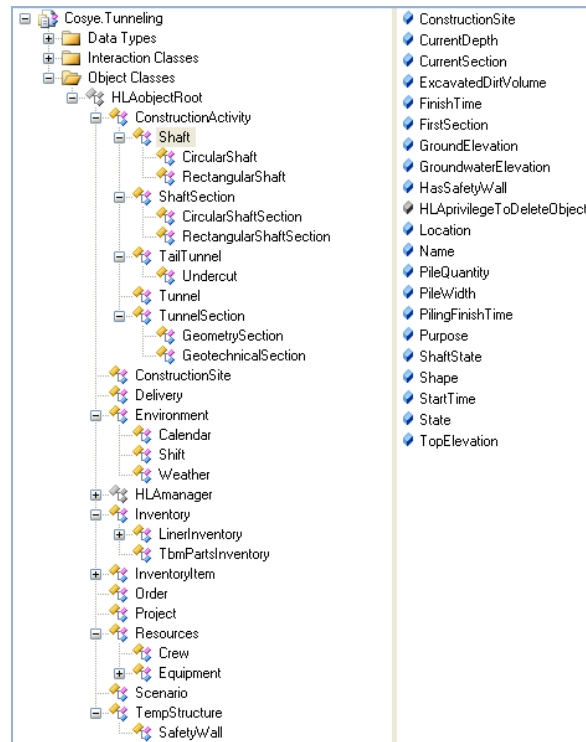 Cosye.Tunneling
Data Types
Interaction Classes
Object Classes
HLAobjectRoot
ConstructionActivity
Shaft
CircularShaft
RectangularShaft
ShaftSection
CircularShaftSection
RectangularShaftSection
TailTunnel
Undercut
Tunnel
TunnelSection
GeometrySection
GeotechnicalSection
ConstructionSite
Delivery
Environment
Calendar
Shift
Weather
HLAmanager
Inventory
LinerInventory
TbmPartsInventory
InventoryItem
Order
Project
Resources
Crew
Equipment
Scenario
TempStructure
SafetyWall
ConstructionSite
CurrentDepth
CurrentSection
ExcavatedDirtVolume
FinishTime
FirstSection
GroundElevation
GroundwaterElevation
HasSafetyWall
HLAprivilegeToDeleteObject
Location
Name
PileQuantity
PileWidth
PilingFinishTime
Purpose
ShaftState
Shape
StartTime
State
TopElevation